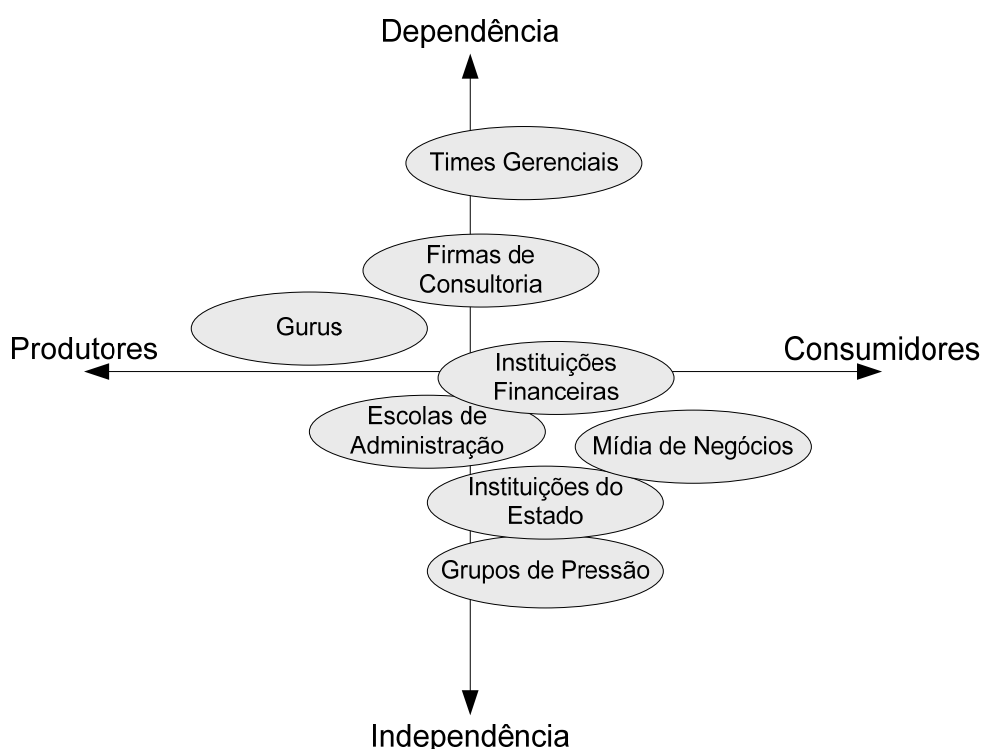 Dependência
Times Gerenciais
Firmas de
Consultoria
Gurus
Produtores
Consumidores
Instituições
Financeiras
Escolas de
Administração
Mídia de Negócios
Instituições do
Estado
Grupos de Pressão
Independência